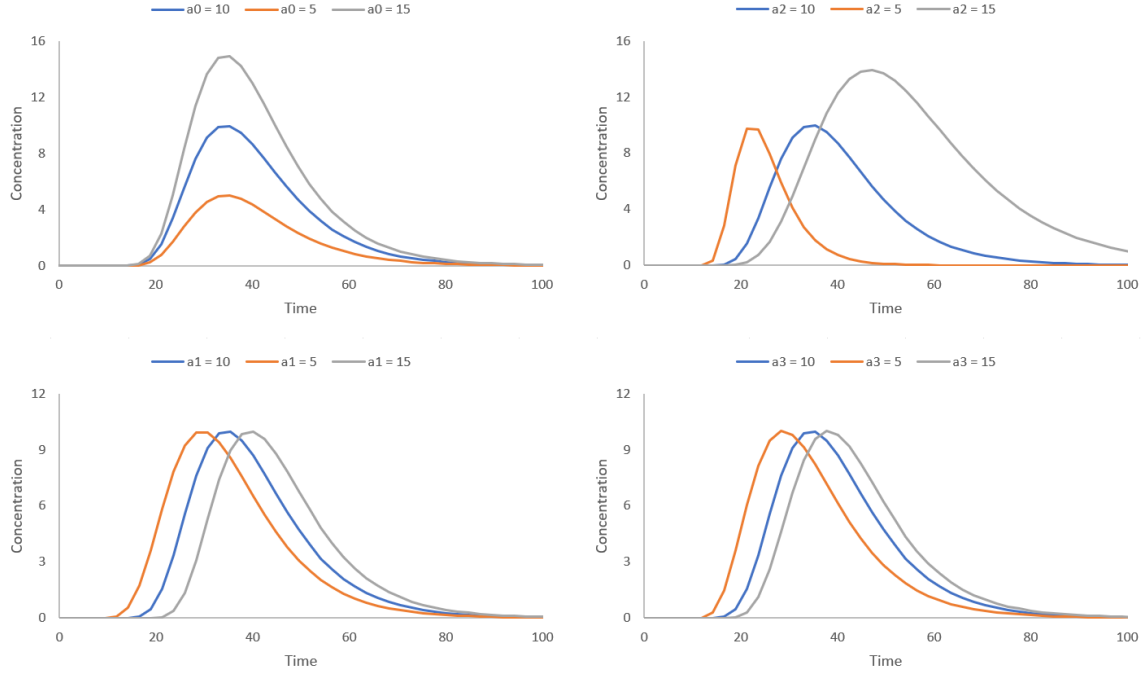 a0 = 10 a0 = 5 a0 = 15
16
12
8
4
0
Concentration
0 20 40 60 80 100
Time
a2 = 10 a2 = 5 a2 = 15
16
12
8
4
0
Concentration
0 20 40 60 80 100
Time
a1 = 10 a1 = 5 a1 = 15
12
9
6
3
0
Concentration
0 20 40 60 80 100
Time
a3 = 10 a3 = 5 a3 = 15
12
9
6
3
0
Concentration
0 20 40 60 80 100
Time